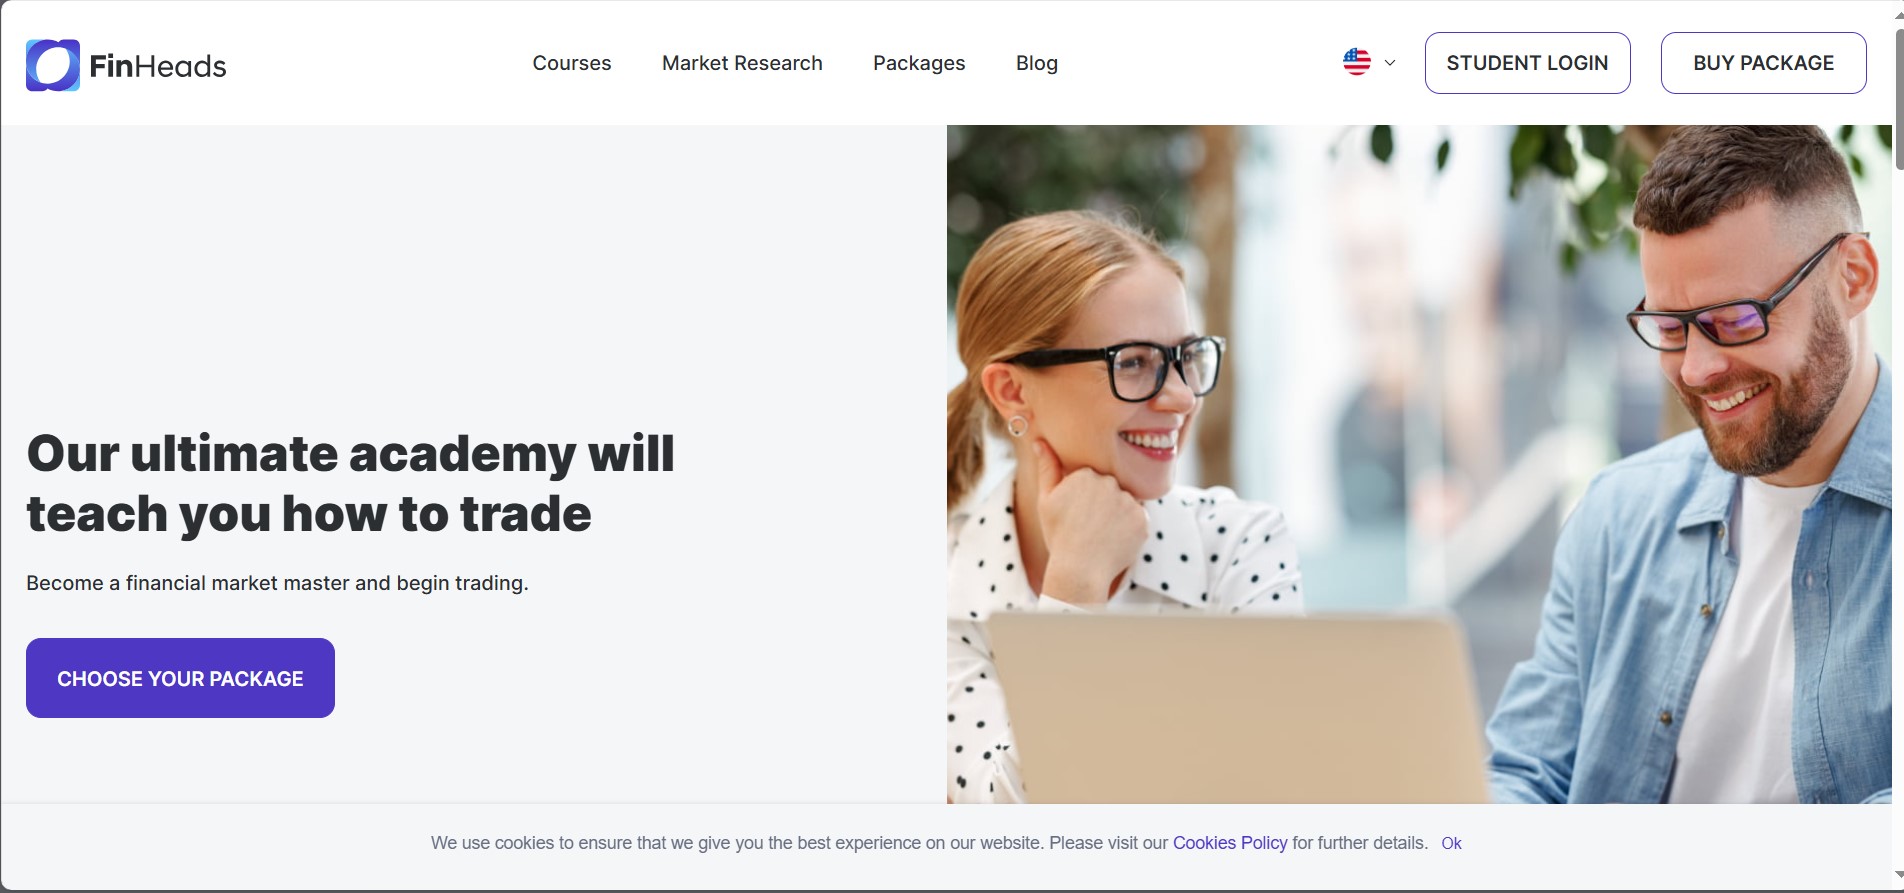 FinHeads
Courses
Market Research
Packages
Blog
STUDENT LOGIN
BUY PACKAGE
Our ultimate academy will
teach you how to trade
Become a financial market master and begin trading.
CHOOSE YOUR PACKAGE
We use cookies to ensure that we give you the best experience on our website. Please visit our Cookies Policy for further details. Ok